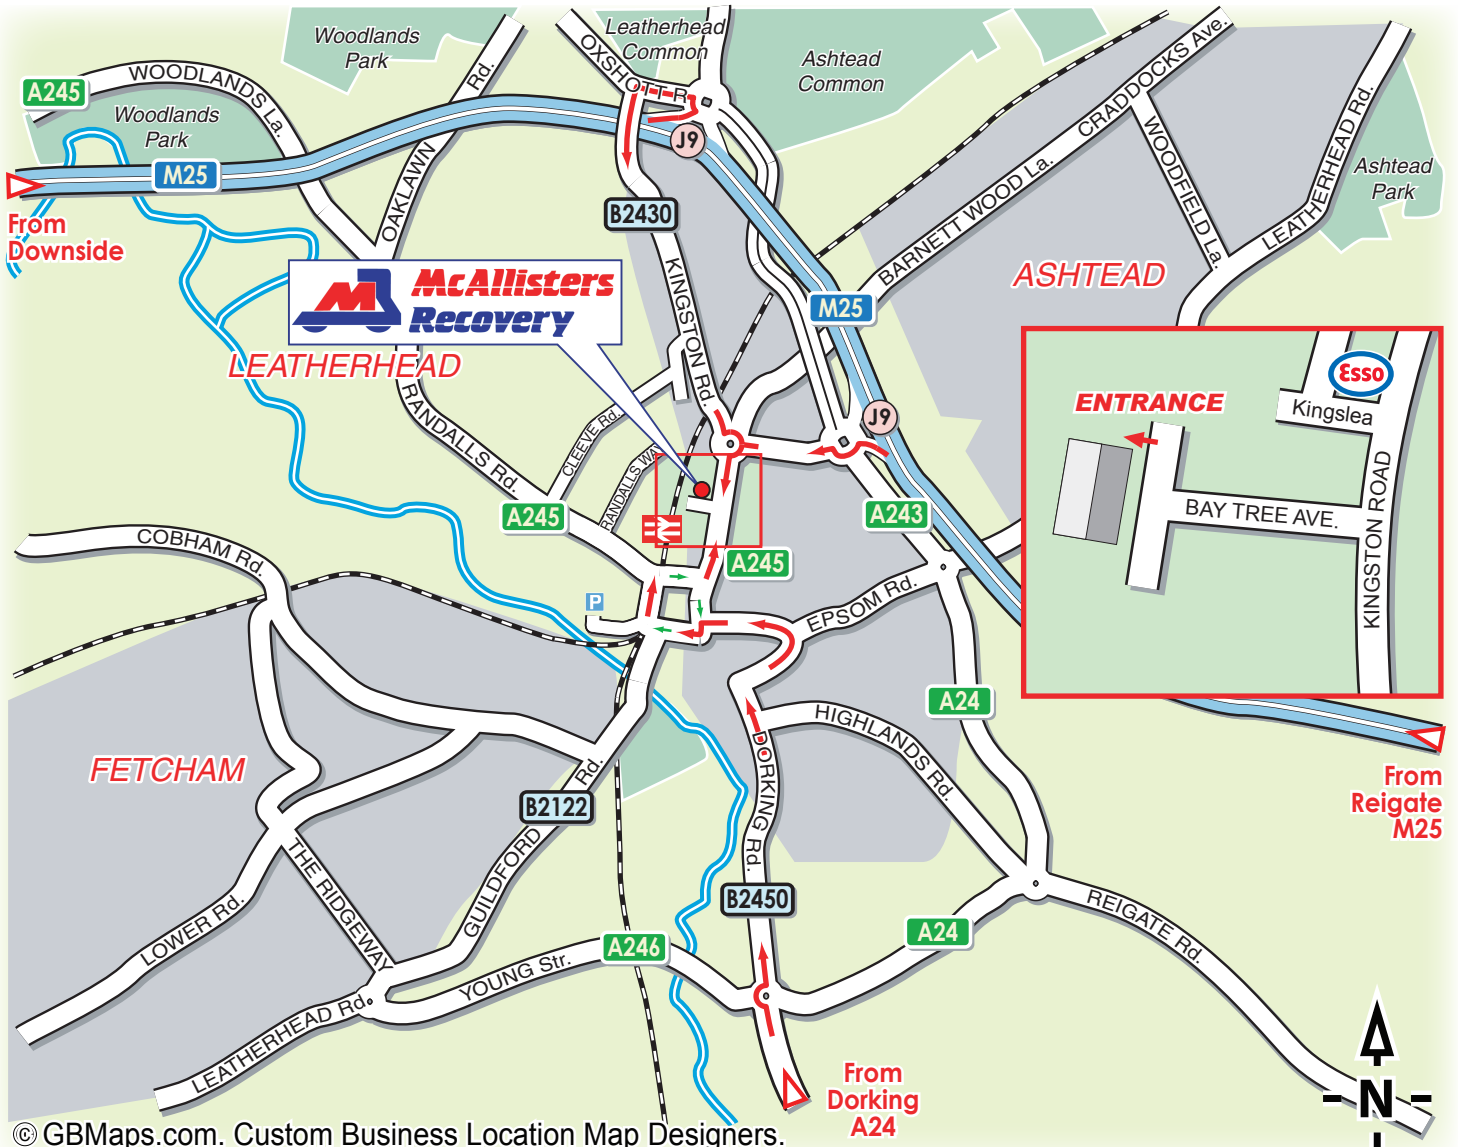 Woodlands
Park
Leatherhead
Common
Ashtead
Common
A245
WOODLANDS La.
Woodlands
Park
OAKLAWN
Rd.
OXSHOTT R
J9
CRADDOCKS Ave.
BARNETT WOOD La.
WOODFIELD La.
LEATHERHEAD Rd.
Ashtead
Park
M25
From
Downside
B2430
KINGSTON Rd.
McAllisters
Recovery
LEATHERHEAD
M25
ASHTEAD
J9
RANDALLS Rd.
CLEEVE Rd.
RANDALLS WAY
A245
A243
A245
P
EPSOM Rd.
ENTRANCE
Esso
Kingslea
BAY TREE AVE.
KINGSTON ROAD
COBHAM Rd.
A24
HIGHLANDS Rd.
DORKING Rd.
FETCHAM
B2122
GUILDFORD
Rd.
THE RIDGEWAY
LOWER Rd.
LEATHERHEAD Rd.
YOUNG Str.
A246
B2450
A24
REIGATE Rd.
From
Reigate
M25
From
Dorking
A24
N
© GBMaps.com. Custom Business Location Map Designers.